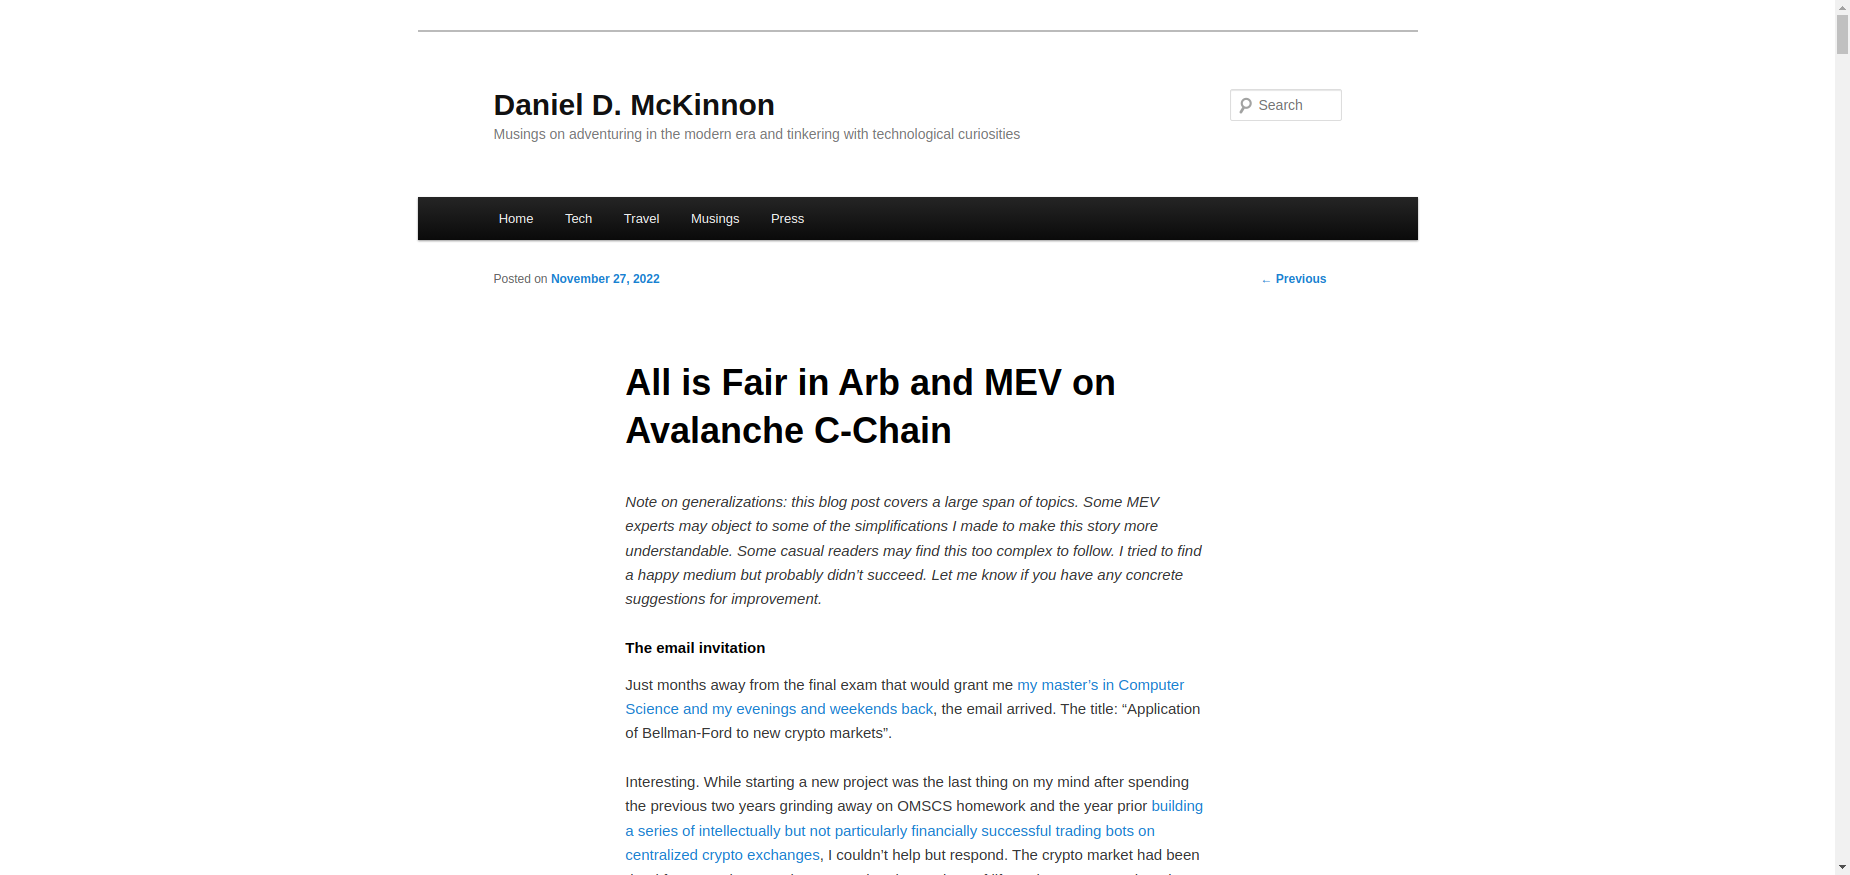 Daniel D. McKinnon
Search
Musings on adventuring in the modern era and tinkering with technological curiosities
Home Tech Travel Musings Press
Posted on November 27, 2022
← Previous
All is Fair in Arb and MEV on
Avalanche C-Chain
Note on generalizations: this blog post covers a large span of topics. Some MEV
experts may object to some of the simplifications I made to make this story more
understandable. Some casual readers may find this too complex to follow. I tried to find
a happy medium but probably didn’t succeed. Let me know if you have any concrete
suggestions for improvement.
The email invitation
Just months away from the final exam that would grant me my master’s in Computer
Science and my evenings and weekends back, the email arrived. The title: “Application
of Bellman-Ford to new crypto markets”.
Interesting. While starting a new project was the last thing on my mind after spending
the previous two years grinding away on OMSCS homework and the year prior building
a series of intellectually but not particularly financially successful trading bots on
centralized crypto exchanges, I couldn’t help but respond. The crypto market had been